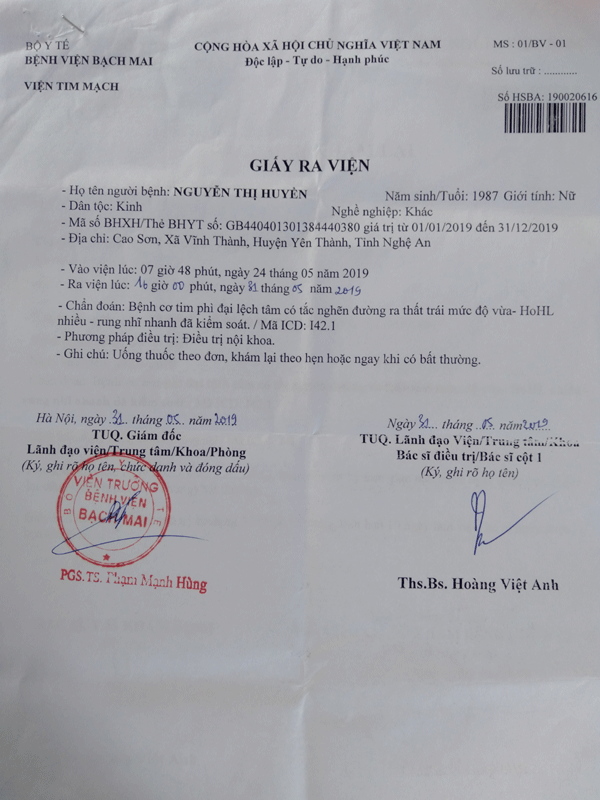 BỘ Y TẾ
BỆNH VIỆN BẠCH MAI
VIỆN TIM MẠCH
CỘNG HÒA XÃ HỘI CHỦ NGHĨA VIỆT NAM
Độc lập - Tự do - Hạnh phúc
MS : 01/BV - 01
Số lưu trữ : ............
Số HSBA: 190020616
GIẤY RA VIỆN
- Họ tên người bệnh: NGUYỄN THỊ HUYỀN Năm sinh/Tuổi: 1987 Giới tính: Nữ
- Dân tộc: Kinh Nghề nghiệp: Khác
- Mã số BHXH/Thẻ BHYT số: GB440401301384440380 giá trị từ 01/01/2019 đến 31/12/2019
- Địa chỉ: Cao Sơn, Xã Vĩnh Thành, Huyện Yên Thành, Tỉnh Nghệ An
- Vào viện lúc: 07 giờ 48 phút, ngày 24 tháng 05 năm 2019
- Ra viện lúc: 16 giờ 00 phút, ngày 31 tháng 05 năm 2019
- Chẩn đoán: Bệnh cơ tim phì đại lệch tâm có tắc nghẽn đường ra thất trái mức độ vừa- HoHL
nhiều - rung nhĩ nhanh đã kiểm soát. / Mã ICD: I42.1
- Phương pháp điều trị: Điều trị nội khoa.
- Ghi chú: Uống thuốc theo đơn, khám lại theo hẹn hoặc ngay khi có bất thường.
Hà Nội, ngày 31 tháng 05 năm 2019
TUQ. Giám đốc
Lãnh đạo viện/Trung tâm/Khoa/Phòng
(Ký, ghi rõ họ tên, chức danh và đóng dấu)
BỘ Y TẾ
VIỆN TRƯỞNG
BỆNH VIỆN
BẠCH MAI
PGS.TS. Phạm Mạnh Hùng
Ngày 31 tháng 05 năm 2019
TUQ. Lãnh đạo Viện/Trung tâm/Khoa
Bác sĩ điều trị/Bác sĩ cột 1
(Ký, ghi rõ họ tên)
Ths.Bs. Hoàng Việt Anh